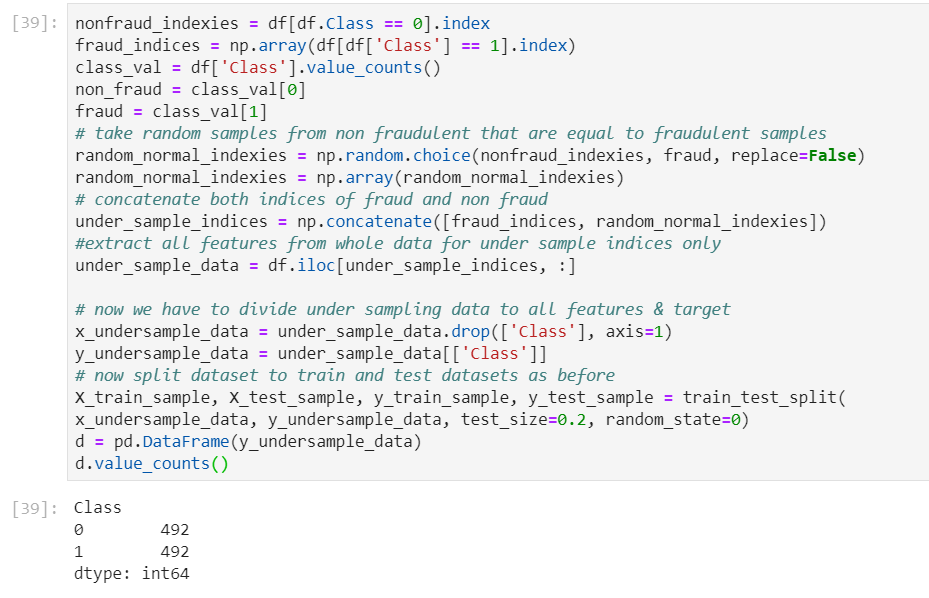 [39]: nonfraud_indexies = df[df.Class == 0].index
fraud_indices = np.array(df[df['Class'] == 1].index)
class_val = df['Class'].value_counts()
non_fraud = class_val[0]
fraud = class_val[1]
# take random samples from non fraudulent that are equal to fraudulent samples
random_normal_indexies = np.random.choice(nonfraud_indexies, fraud, replace=False)
random_normal_indexies = np.array(random_normal_indexies)
# concatenate both indices of fraud and non fraud
under_sample_indices = np.concatenate([fraud_indices, random_normal_indexies])
#extract all features from whole data for under sample indices only
under_sample_data = df.iloc[under_sample_indices, :]
# now we have to divide under sampling data to all features & target
x_undersample_data = under_sample_data.drop(['Class'], axis=1)
y_undersample_data = under_sample_data[['Class']]
# now split dataset to train and test datasets as before
X_train_sample, X_test_sample, y_train_sample, y_test_sample = train_test_split(
x_undersample_data, y_undersample_data, test_size=0.2, random_state=0)
d = pd.DataFrame(y_undersample_data)
d.value_counts()
[39]: Class
0 492
1 492
dtype: int64